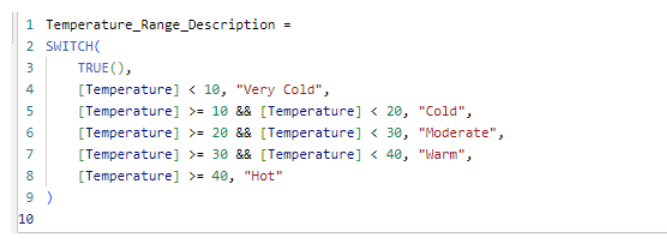 1 Temperature_Range_Description =
2 SWITCH(
3 TRUE(),
4 [Temperature] < 10, "Very Cold",
5 [Temperature] >= 10 && [Temperature] < 20, "Cold",
6 [Temperature] >= 20 && [Temperature] < 30, "Moderate",
7 [Temperature] >= 30 && [Temperature] < 40, "Warm",
8 [Temperature] >= 40, "Hot"
9 )
10